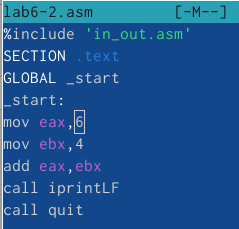 lab6-2.asm [-M--]
%include 'in_out.asm'
SECTION .text
GLOBAL _start
_start:
mov eax,6
mov ebx,4
add eax,ebx
call iprintLF
call quit